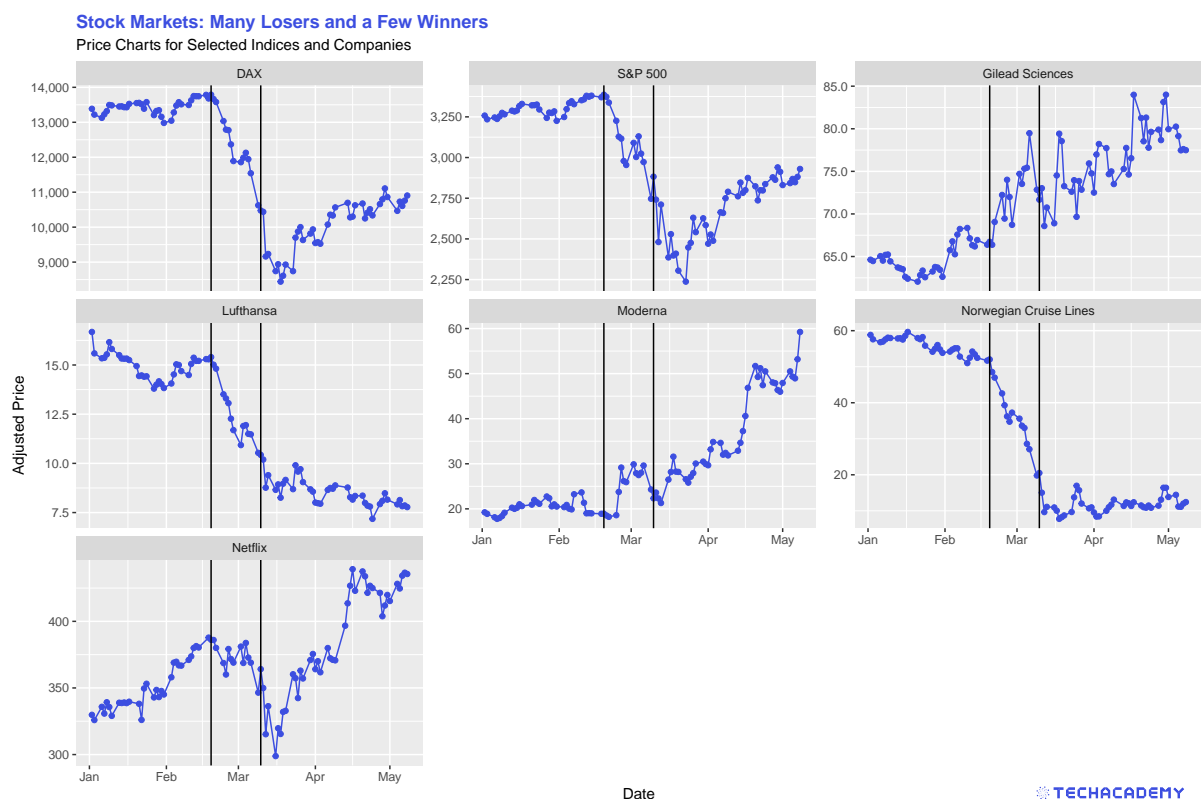 Stock Markets: Many Losers and a Few Winners
Price Charts for Selected Indices and Companies
DAX
14,000
13,000
12,000
11,000
10,000
9,000
S&P 500
3,250
3,000
2,750
2,500
2,250
Gilead Sciences
85.0
80.0
75.0
70.0
65.0
Adjusted Price
Lufthansa
15.0
12.5
10.0
7.5
Moderna
60
50
40
30
20
Jan Feb Mar Apr May
Norwegian Cruise Lines
60
40
20
Jan Feb Mar Apr May
Netflix
400
350
300
Jan Feb Mar Apr May
Date
TECHACADEMY